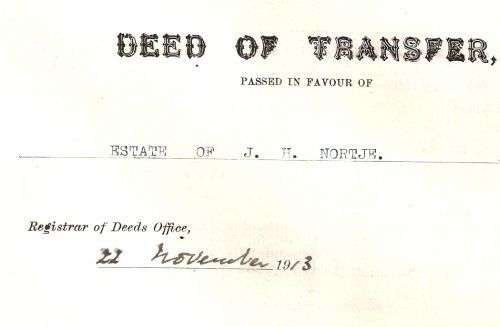 DEED OF TRANSFER,
PASSED IN FAVOUR OF
ESTATE OF J. H. NORTJE.
Registrar of Deeds Office,
22 November 1913